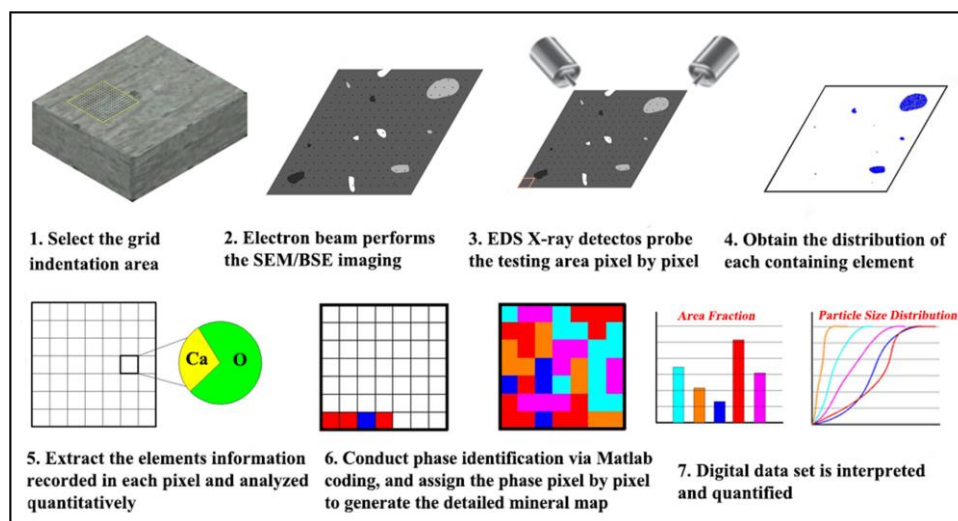 1. Select the grid
indentation area
2. Electron beam performs
the SEM/BSE imaging
3. EDS X-ray detectos probe
the testing area pixel by pixel
4. Obtain the distribution of
each containing element
Ca
O
Area Fraction
Particle Size Distribution
5. Extract the elements information
recorded in each pixel and analyzed
quantitatively
6. Conduct phase identification via Matlab
coding, and assign the phase pixel by pixel
to generate the detailed mineral map
7. Digital data set is interpreted
and quantified